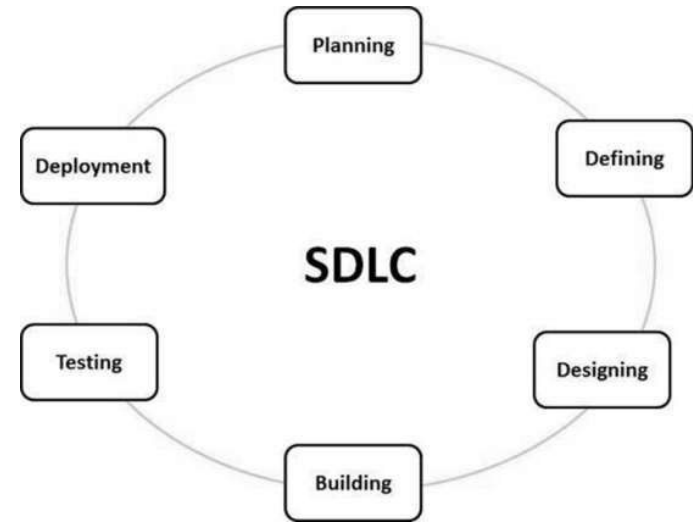 Planning
Defining
Deployment
SDLC
Testing
Designing
Building